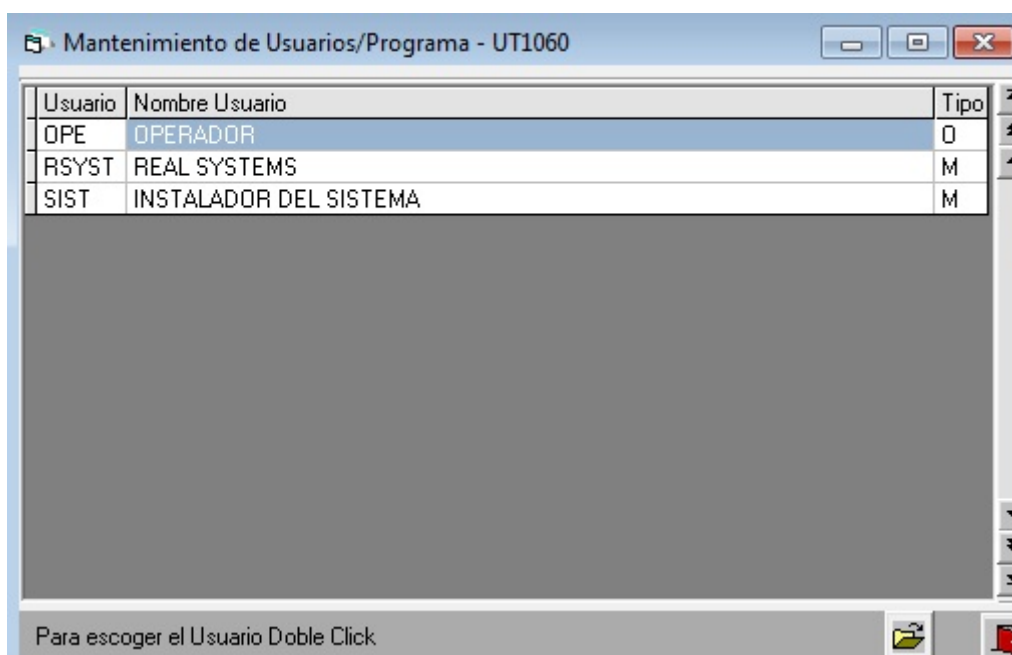 Mantenimiento de Usuarios/Programa - UT1060
Usuario Nombre Usuario Tipo
OPE OPERADOR O
RSYST REAL SYSTEMS M
SIST INSTALADOR DEL SISTEMA M
Para escoger el Usuario Doble Click